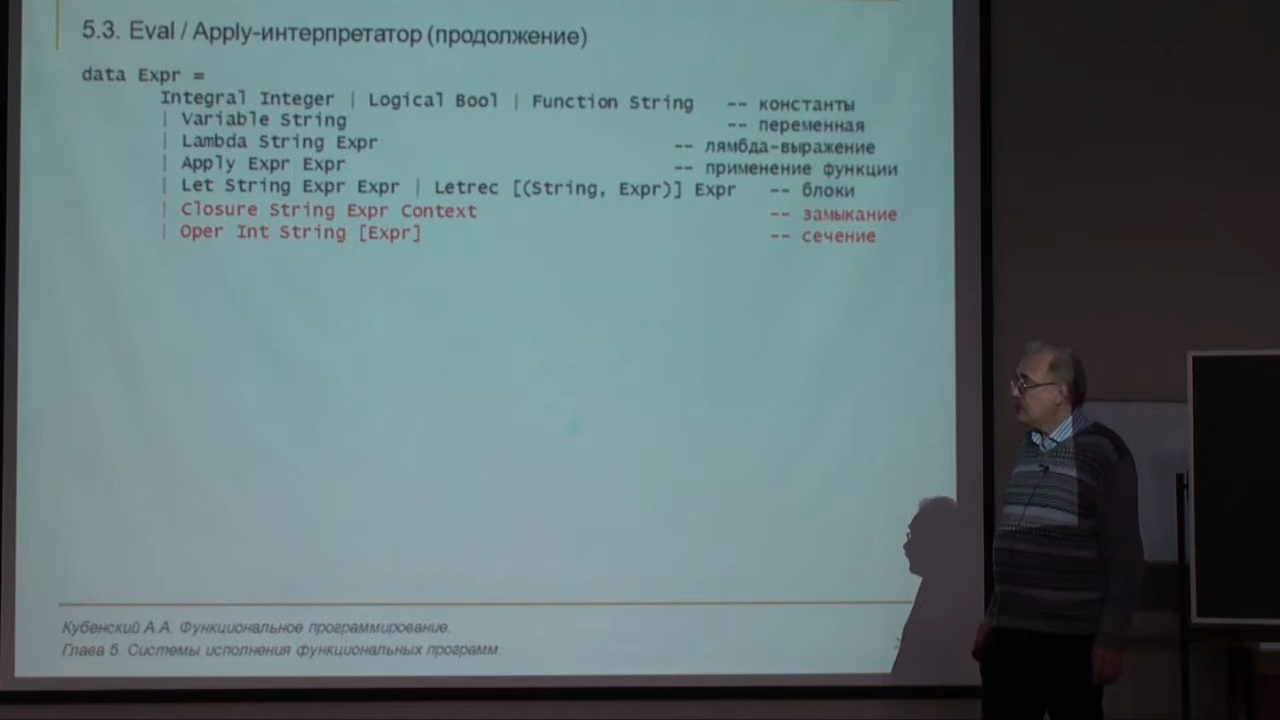 5.3. Eval / Apply-интерпретатор (продолжение)
data Expr =
Integral Integer | Logical Bool | Function String -- константы
| Variable String -- переменная
| Lambda String Expr -- лямбда-выражение
| Apply Expr Expr -- применение функции
| Let String Expr Expr | Letrec [(String, Expr)] Expr -- блоки
| Closure String Expr Context -- замыкание
| Oper Int String [Expr] -- сечение
Кубенский А.А. Функциональное программирование.
Глава 5. Системы исполнения функциональных программ.